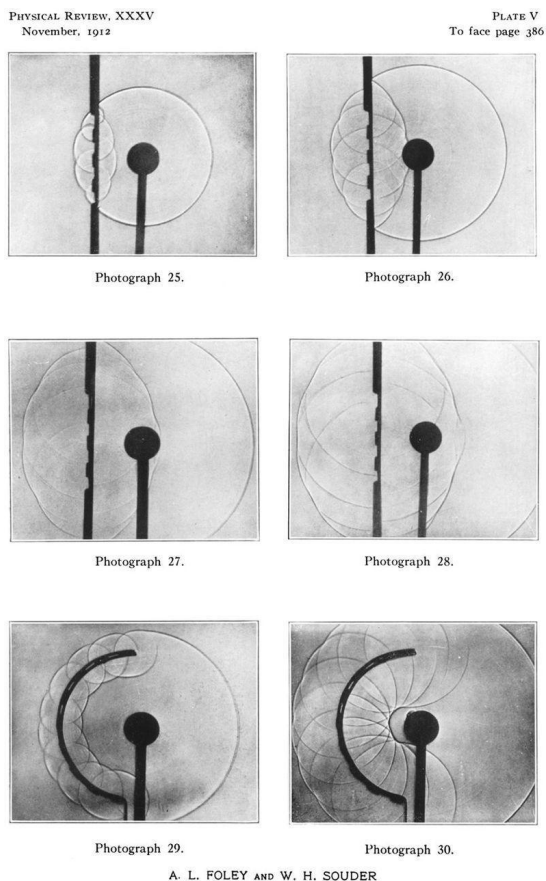 PHYSICAL REVIEW, XXXV
November, 1912
PLATE V
To face page 386
Photograph 25.
Photograph 26.
Photograph 27.
Photograph 28.
Photograph 29.
Photograph 30.
A. L. FOLEY AND W. H. SOUDER